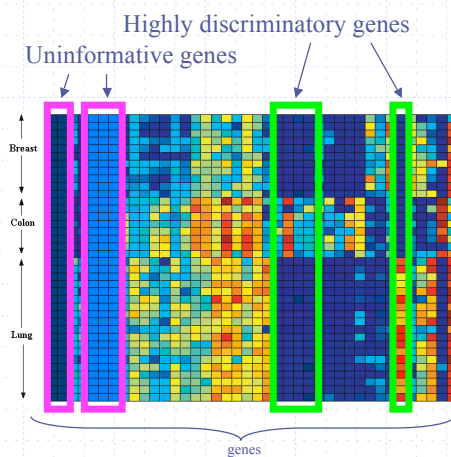 Highly discriminatory genes
Uninformative genes
Breast
Colon
Lung
genes